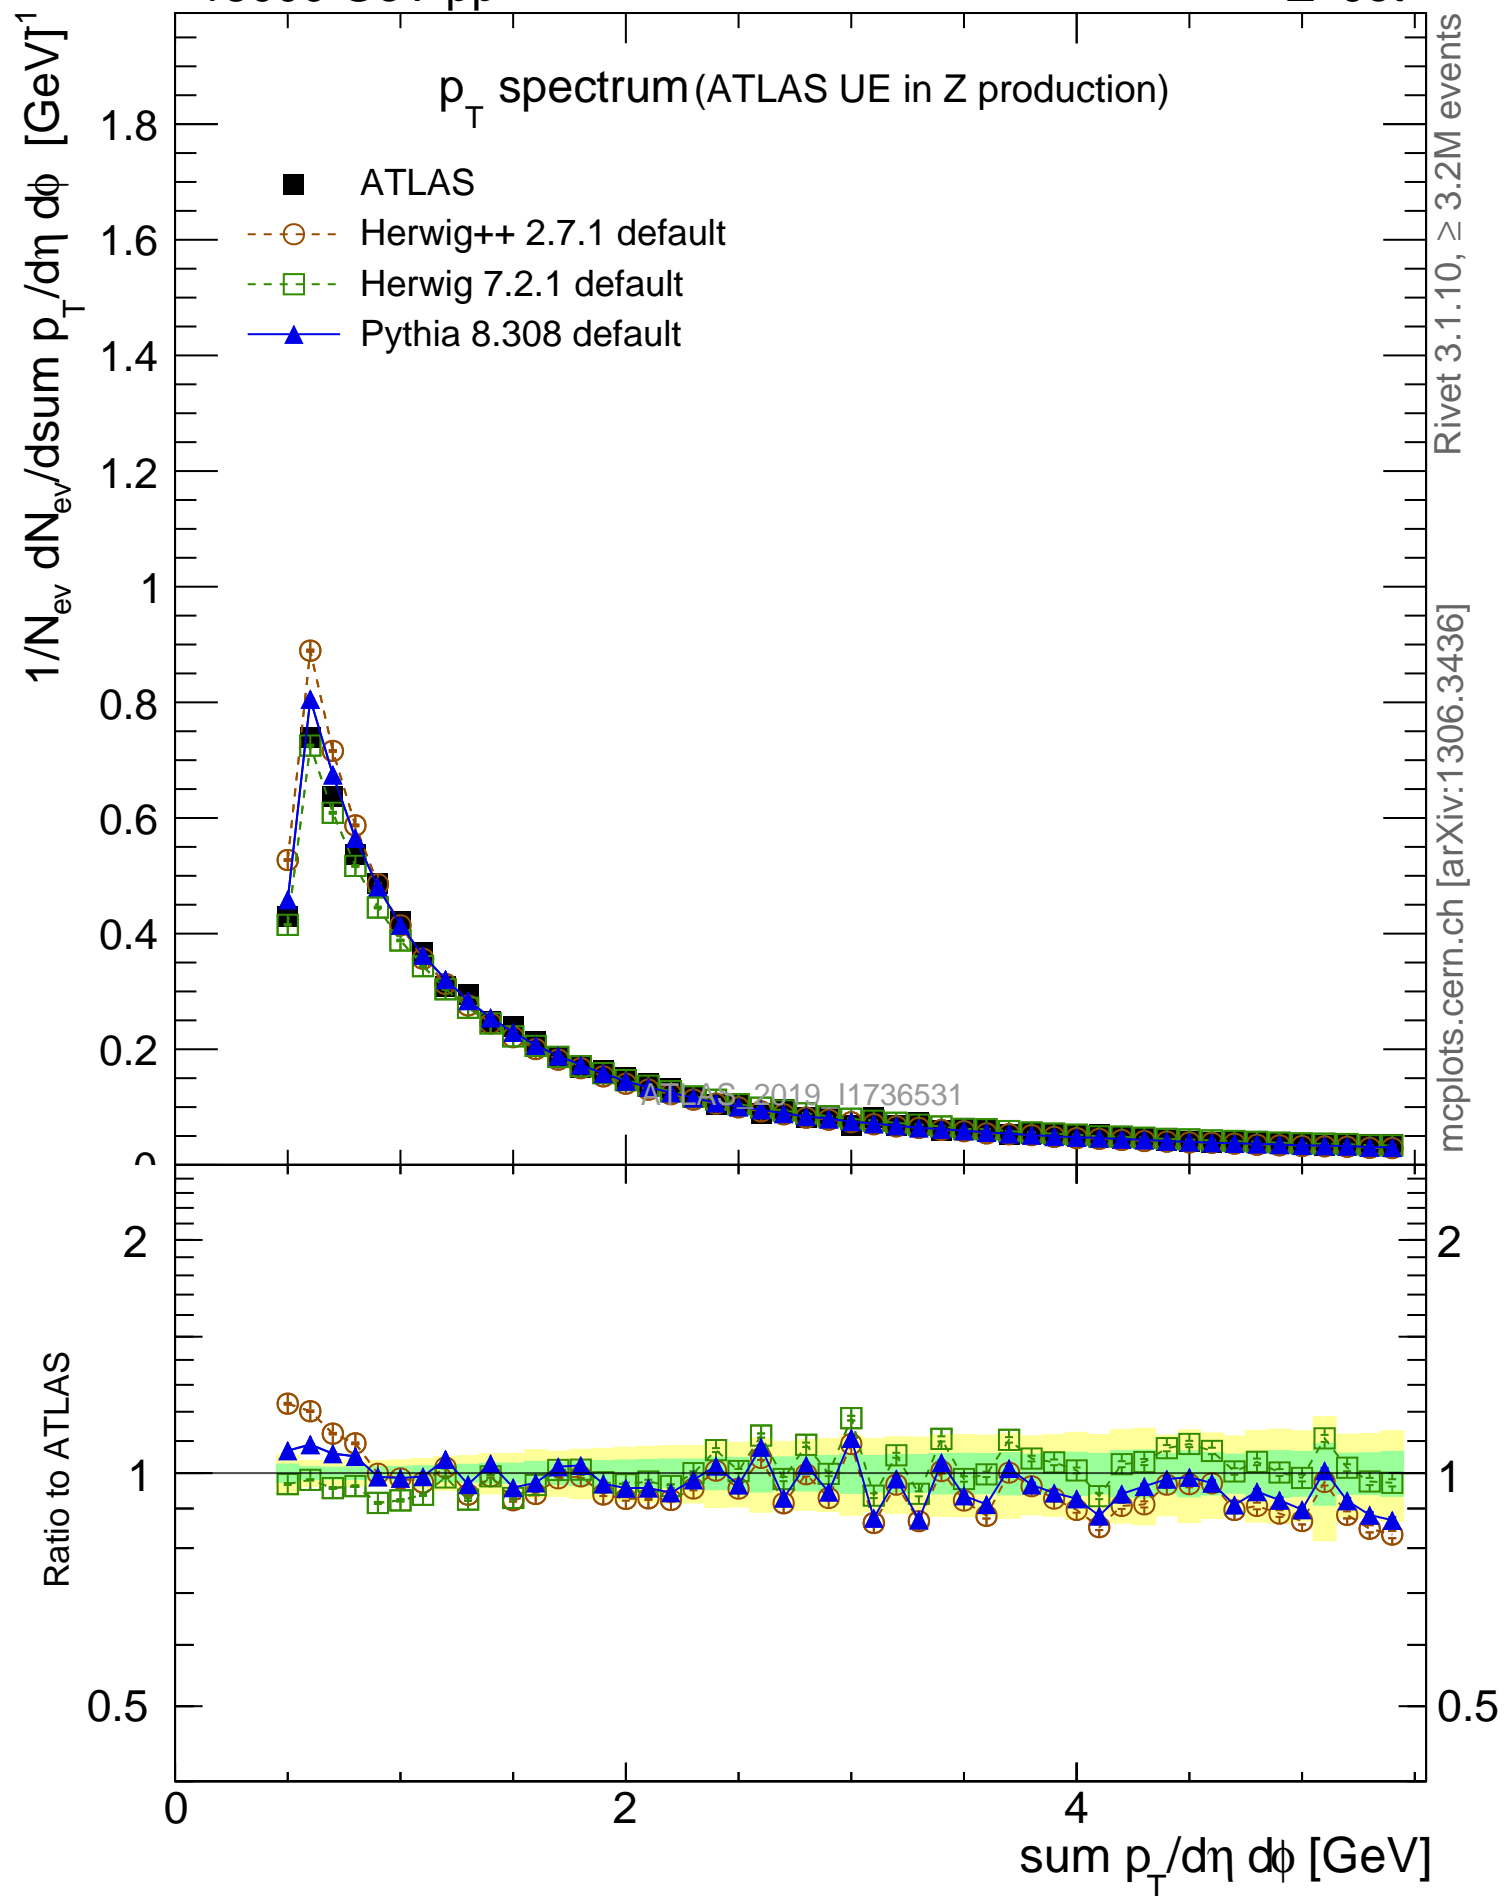 p_T spectrum (ATLAS UE in Z production)
ATLAS
Herwig++ 2.7.1 default
Herwig 7.2.1 default
Pythia 8.308 default
1/N_ev dN_ev/dsum p_T/dη dϕ [GeV]^-1
1.8
1.6
1.4
1.2
1
0.8
0.6
0.4
0.2
0
ATLAS_2019_I1736531
Rivet 3.1.10, ≥ 3.2M events
mcplots.cern.ch [arXiv:1306.3436]
Ratio to ATLAS
2
1
0.5
2
1
0.5
0
2
4
sum p_T/dη dϕ [GeV]